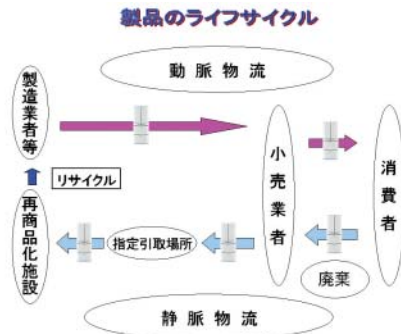 製品のライフサイクル
動脈物流
製造業者等
小売業者
消費者
リサイクル
再商品化施設
指定引取場所
廃棄
静脈物流